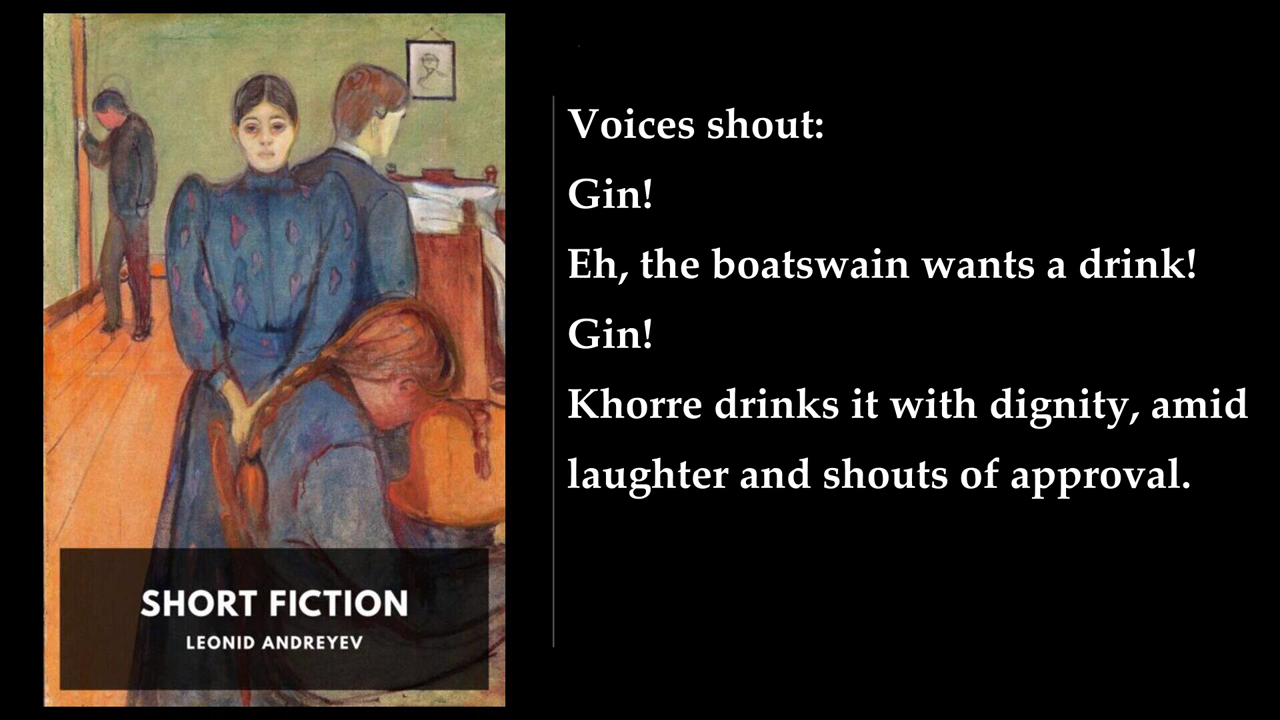 Voices shout:
Gin!
Eh, the boatswain wants a drink!
Gin!
Khorre drinks it with dignity, amid
laughter and shouts of approval.
SHORT FICTION
LEONID ANDREYEV